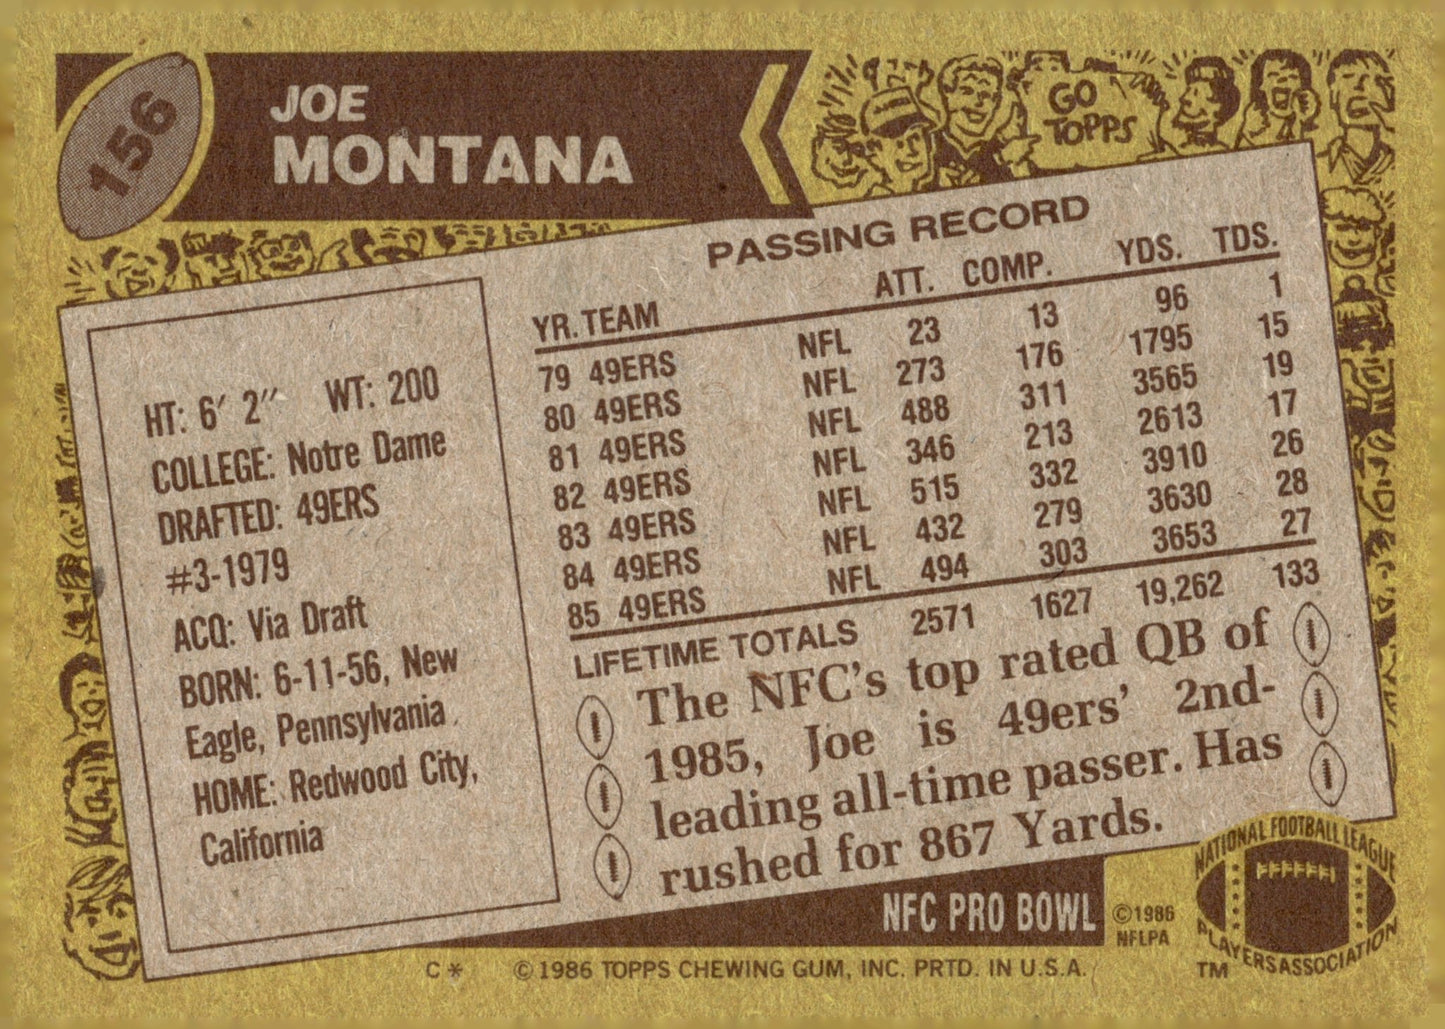 156
JOE
MONTANA
GO
TOPPS
PASSING RECORD
YR. TEAM ATT. COMP. YDS. TDS.
79 49ERS NFL 23 13 96 1
80 49ERS NFL 273 176 1795 15
81 49ERS NFL 488 311 3565 19
82 49ERS NFL 346 213 2613 17
83 49ERS NFL 515 332 3910 26
84 49ERS NFL 432 279 3630 28
85 49ERS NFL 494 303 3653 27
LIFETIME TOTALS 2571 1627 19,262 133
HT: 6′ 2″ WT: 200
COLLEGE: Notre Dame
DRAFTED: 49ERS
#3-1979
ACQ: Via Draft
BORN: 6-11-56, New
Eagle, Pennsylvania
HOME: Redwood City,
California
The NFC's top rated QB of
1985, Joe is 49ers' 2nd-
leading all-time passer. Has
rushed for 867 Yards.
NFC PRO BOWL
©1986
NFLPA
NATIONAL FOOTBALL LEAGUE
PLAYERS ASSOCIATION
TM
C* ©1986 TOPPS CHEWING GUM, INC. PRTD. IN U.S.A.